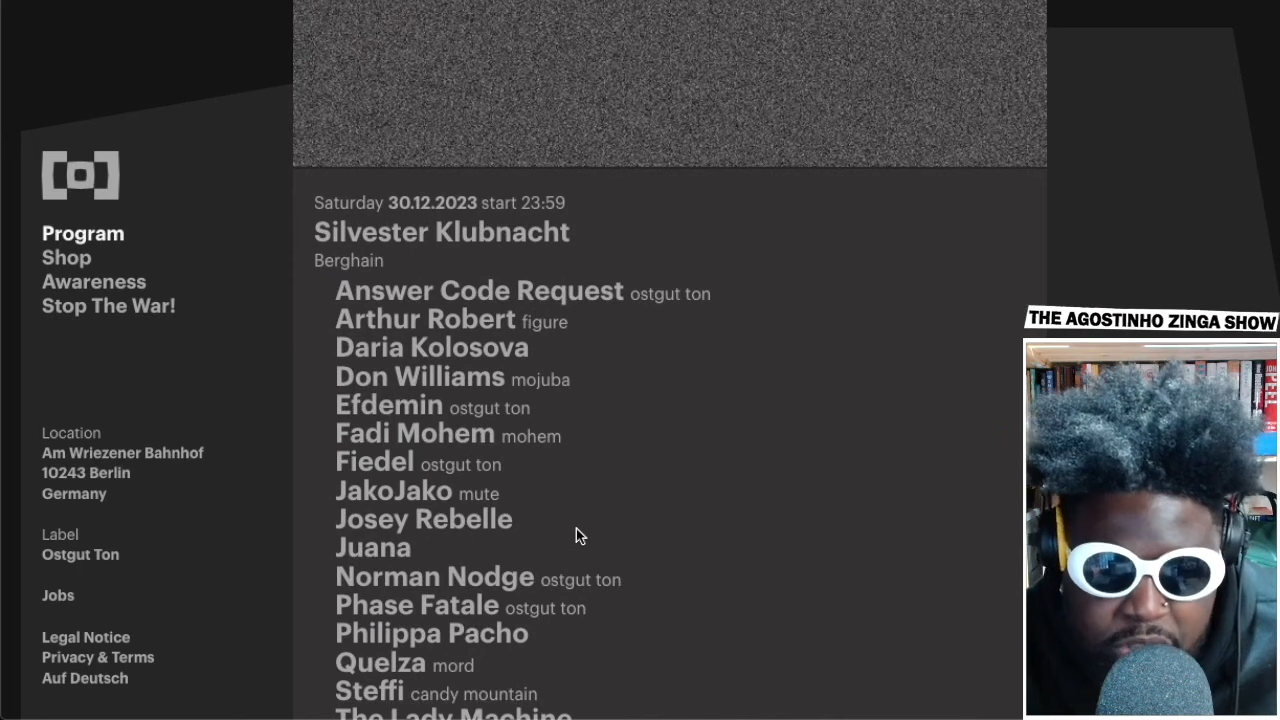 Program
Shop
Awareness
Stop The War!
Location
Am Wriezener Bahnhof
10243 Berlin
Germany
Label
Ostgut Ton
Jobs
Legal Notice
Privacy & Terms
Auf Deutsch
Saturday 30.12.2023 start 23:59
Silvester Klubnacht
Berghain
Answer Code Request ostgut ton
Arthur Robert figure
Daria Kolosova
Don Williams mojuba
Efdemin ostgut ton
Fadi Mohem mohem
Fiedel ostgut ton
JakoJako mute
Josey Rebelle
Juana
Norman Nodge ostgut ton
Phase Fatale ostgut ton
Philippa Pacho
Quelza mord
Steffi candy mountain
The Lady Machine
THE AGOSTINHO ZINGA SHOW